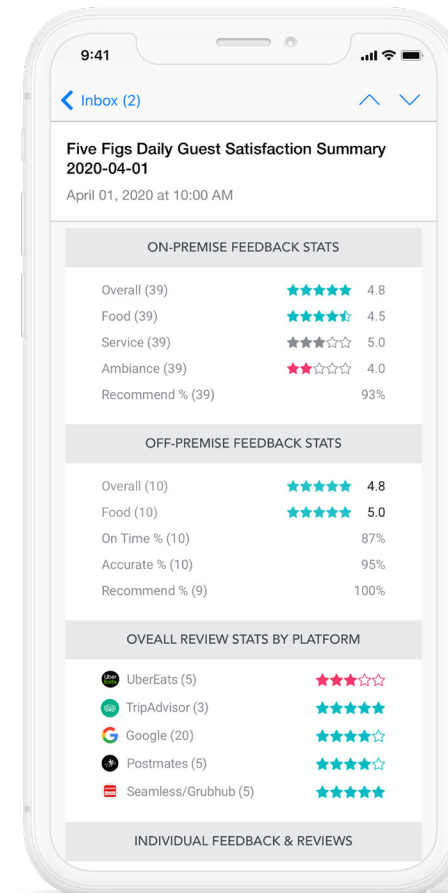 9:41
Inbox (2)
Five Figs Daily Guest Satisfaction Summary
2020-04-01
April 01, 2020 at 10:00 AM
ON-PREMISE FEEDBACK STATS
Overall (39) 4.8
Food (39) 4.5
Service (39) 5.0
Ambiance (39) 4.0
Recommend % (39) 93%
OFF-PREMISE FEEDBACK STATS
Overall (10) 4.8
Food (10) 5.0
On Time % (10) 87%
Accurate % (10) 95%
Recommend % (9) 100%
OVEALL REVIEW STATS BY PLATFORM
Uber Eats UberEats (5)
TripAdvisor (3)
G Google (20)
Postmates (5)
Seamless/Grubhub (5)
INDIVIDUAL FEEDBACK & REVIEWS